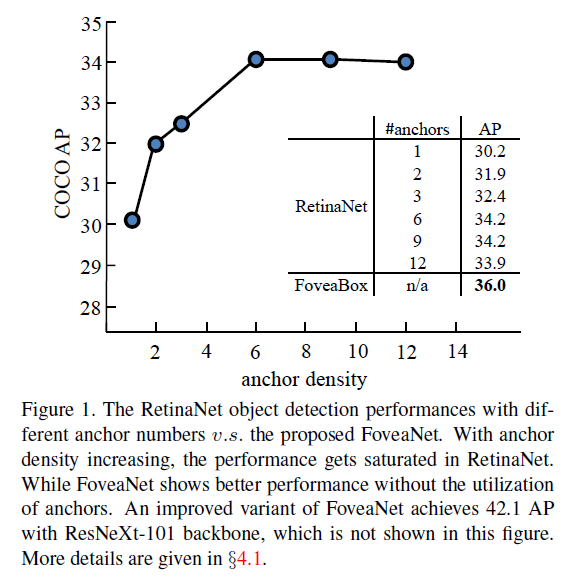 35
34
33
32
31
30
29
28
COCO AP
2 4 6 8 10 12 14
anchor density
#anchors AP
1 30.2
2 31.9
3 32.4
RetinaNet
6 34.2
9 34.2
12 33.9
FoveaBox n/a 36.0
Figure 1. The RetinaNet object detection performances with dif-
ferent anchor numbers v.s. the proposed FoveaNet. With anchor
density increasing, the performance gets saturated in RetinaNet.
While FoveaNet shows better performance without the utilization
of anchors. An improved variant of FoveaNet achieves 42.1 AP
with ResNeXt-101 backbone, which is not shown in this figure.
More details are given in §4.1.